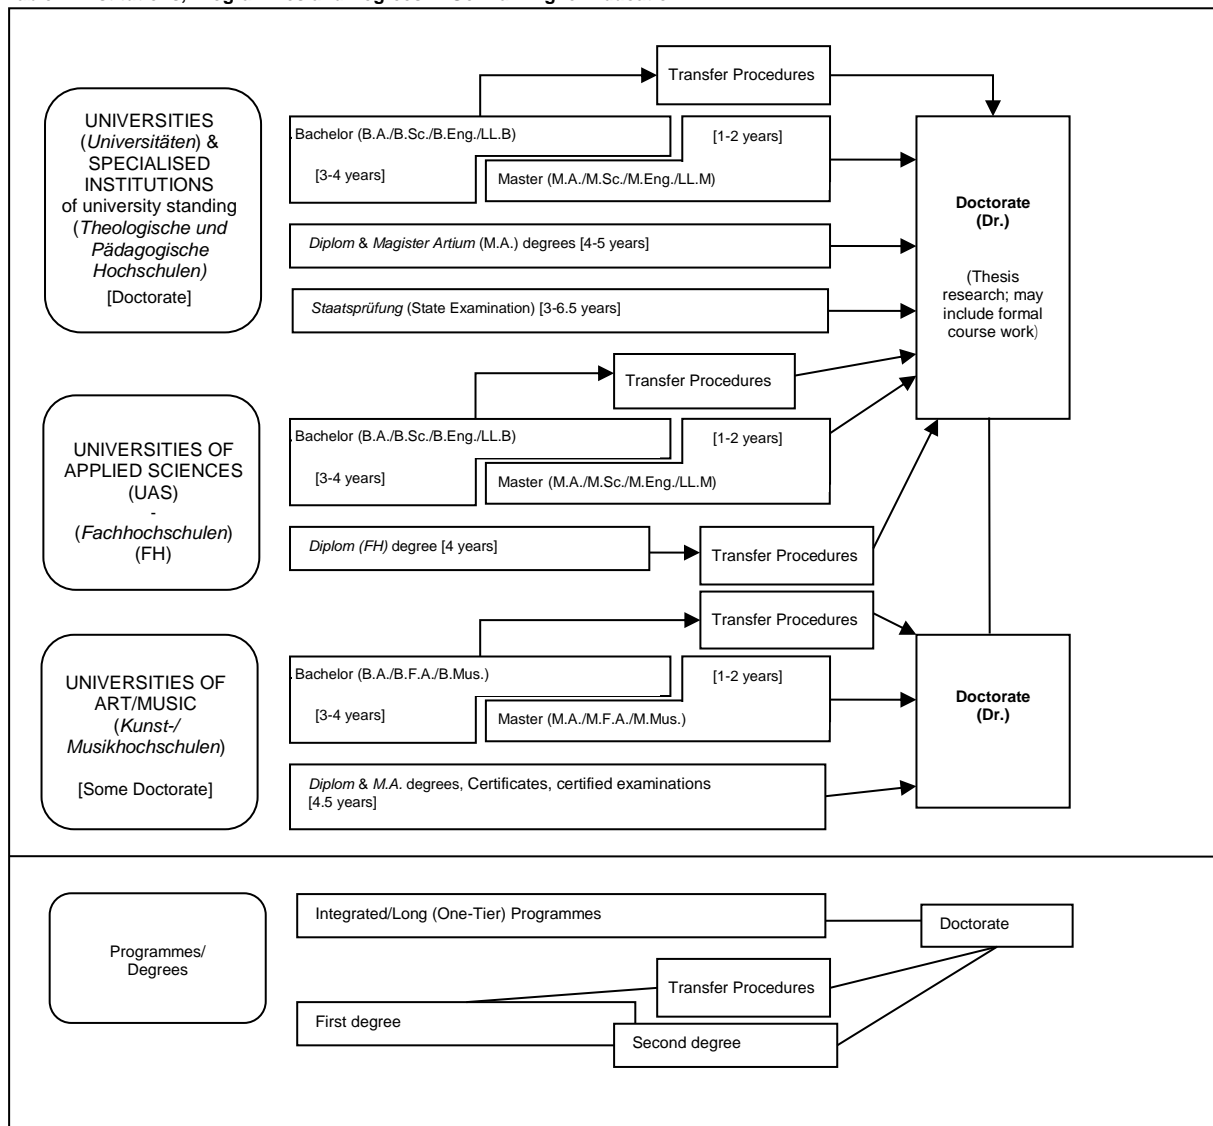 Transfer Procedures
UNIVERSITIES
(Universitäten) &
SPECIALISED
INSTITUTIONS
of university standing
(Theologische und
Pädagogische
Hochschulen)
[Doctorate]
Bachelor (B.A./B.Sc./B.Eng./LL.B)
[3-4 years]
[1-2 years]
Master (M.A./M.Sc./M.Eng./LL.M)
Diplom & Magister Artium (M.A.) degrees [4-5 years]
Staatsprüfung (State Examination) [3-6.5 years]
Doctorate
(Dr.)
(Thesis
research; may
include formal
course work)
Transfer Procedures
UNIVERSITIES OF
APPLIED SCIENCES
(UAS)
-
(Fachhochschulen)
(FH)
Bachelor (B.A./B.Sc./B.Eng./LL.B)
[3-4 years]
[1-2 years]
Master (M.A./M.Sc./M.Eng./LL.M)
Diplom (FH) degree [4 years]
Transfer Procedures
Transfer Procedures
UNIVERSITIES OF
ART/MUSIC
(Kunst-/
Musikhochschulen)
[Some Doctorate]
Bachelor (B.A./B.F.A./B.Mus.)
[3-4 years]
[1-2 years]
Master (M.A./M.F.A./M.Mus.)
Diplom & M.A. degrees, Certificates, certified examinations
[4.5 years]
Doctorate
(Dr.)
Programmes/
Degrees
Integrated/Long (One-Tier) Programmes
Doctorate
Transfer Procedures
First degree
Second degree